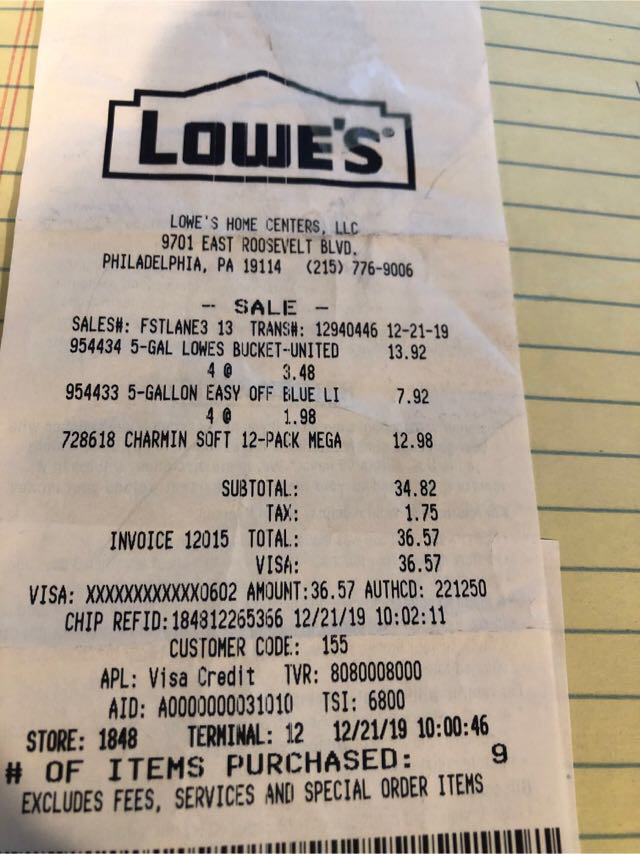 LOWE'S®
LOWE'S HOME CENTERS, LLC
9701 EAST ROOSEVELT BLVD.
PHILADELPHIA, PA 19114 (215) 776-9006
-- SALE --
SALES#: FSTLANE3 13 TRANS#: 12940446 12-21-19
954434 5-GAL LOWES BUCKET-UNITED 13.92
4 @ 3.48
954433 5-GALLON EASY OFF BLUE LI 7.92
4 @ 1.98
728618 CHARMIN SOFT 12-PACK MEGA 12.98
SUBTOTAL: 34.82
TAX: 1.75
INVOICE 12015 TOTAL: 36.57
VISA: 36.57
VISA: XXXXXXXXXXXX0602 AMOUNT:36.57 AUTHCD: 221250
CHIP REFID:184812265366 12/21/19 10:02:11
CUSTOMER CODE: 155
APL: Visa Credit TVR: 8080008000
AID: A0000000031010 TSI: 6800
STORE: 1848 TERMINAL: 12 12/21/19 10:00:46
# OF ITEMS PURCHASED: 9
EXCLUDES FEES, SERVICES AND SPECIAL ORDER ITEMS